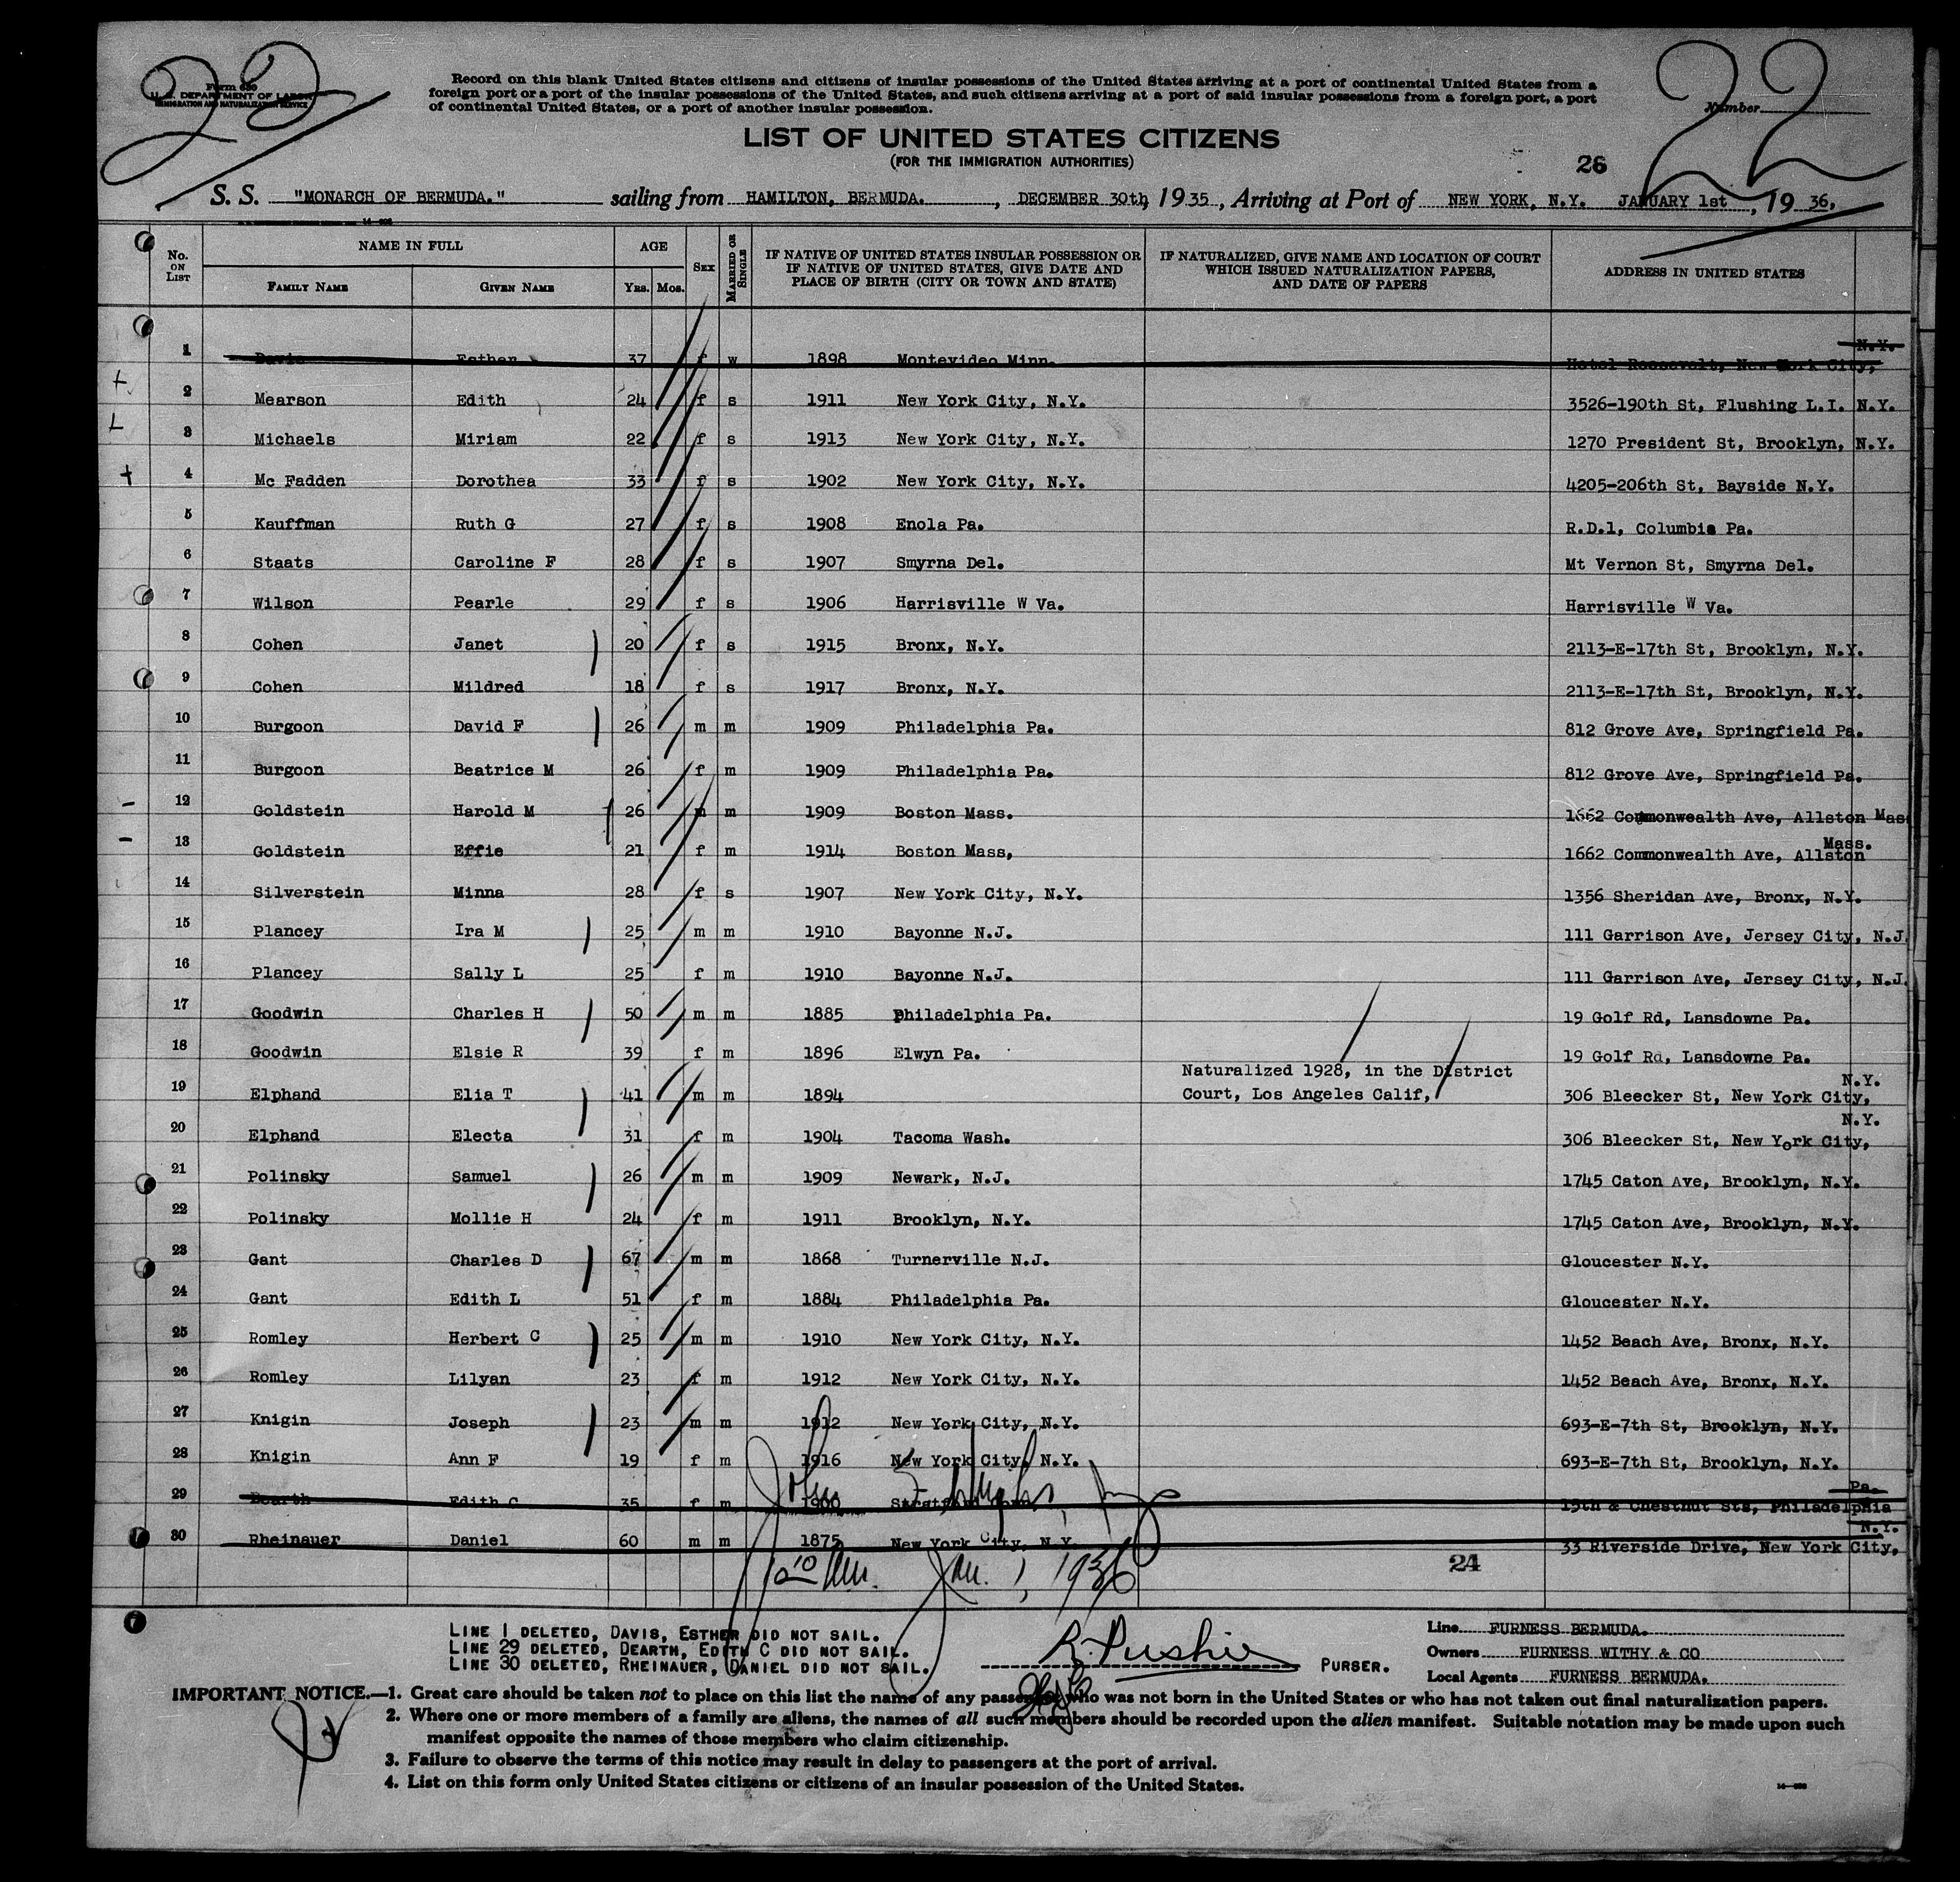 23
22
Form 630
U. S. DEPARTMENT OF LABOR
IMMIGRATION AND NATURALIZATION SERVICE
Record on this blank United States citizens and citizens of insular possessions of the United States arriving at a port of continental United States from a
foreign port or a port of the insular possessions of the United States, and such citizens arriving at a port of said insular possessions from a foreign port, a port
of continental United States, or a port of another insular possession.
Number
LIST OF UNITED STATES CITIZENS
(FOR THE IMMIGRATION AUTHORITIES)
26
S. S. "MONARCH OF BERMUDA." sailing from HAMILTON, BERMUDA. , DECEMBER 30th, 1935, Arriving at Port of NEW YORK, N.Y. JANUARY 1st , 19 36,
No. ON LIST NAME IN FULL FAMILY NAME GIVEN NAME AGE YRS. MOS. SEX MARRIED OR SINGLE IF NATIVE OF UNITED STATES INSULAR POSSESSION OR IF NATIVE OF UNITED STATES, GIVE DATE AND PLACE OF BIRTH (CITY OR TOWN AND STATE) IF NATURALIZED, GIVE NAME AND LOCATION OF COURT WHICH ISSUED NATURALIZATION PAPERS, AND DATE OF PAPERS ADDRESS IN UNITED STATES
1 Davis Esther 37 f w 1898 Montevideo Minn. Hotel Roosevelt, New York City, N.Y.
2 Mearson Edith 24 f s 1911 New York City, N.Y. 3526-190th St, Flushing L.I. N.Y.
3 Michaels Miriam 22 f s 1913 New York City, N.Y. 1270 President St, Brooklyn, N.Y.
4 Mc Fadden Dorothea 33 f s 1902 New York City, N.Y. 4205-206th St, Bayside N.Y.
5 Kauffman Ruth G 27 f s 1908 Enola Pa. R.D.1, Columbia Pa.
6 Staats Caroline F 28 f s 1907 Smyrna Del. Mt Vernon St, Smyrna Del.
7 Wilson Pearle 29 f s 1906 Harrisville W Va. Harrisville W Va.
8 Cohen Janet 20 f s 1915 Bronx, N.Y. 2113-E-17th St, Brooklyn, N.Y.
9 Cohen Mildred 18 f s 1917 Bronx, N.Y. 2113-E-17th St, Brooklyn, N.Y.
10 Burgoon David F 26 m m 1909 Philadelphia Pa. 812 Grove Ave, Springfield Pa.
11 Burgoon Beatrice M 26 f m 1909 Philadelphia Pa. 812 Grove Ave, Springfield Pa.
12 Goldstein Harold M 26 m m 1909 Boston Mass. 1662 Commonwealth Ave, Allston Mas
13 Goldstein Effie 21 f m 1914 Boston Mass, 1662 Commonwealth Ave, Allston Mass.
14 Silverstein Minna 28 f s 1907 New York City, N.Y. 1356 Sheridan Ave, Bronx, N.Y.
15 Plancey Ira M 25 m m 1910 Bayonne N.J. 111 Garrison Ave, Jersey City, N.J.
16 Plancey Sally L 25 f m 1910 Bayonne N.J. 111 Garrison Ave, Jersey City, N.J.
17 Goodwin Charles H 50 m m 1885 Philadelphia Pa. 19 Golf Rd, Lansdowne Pa.
18 Goodwin Elsie R 39 f m 1896 Elwyn Pa. 19 Golf Rd, Lansdowne Pa.
19 Elphand Elia T 41 m m 1894 Naturalized 1928, in the District Court, Los Angeles Calif, 306 Bleecker St, New York City, N.Y.
20 Elphand Electa 31 f m 1904 Tacoma Wash. 306 Bleecker St, New York City, N.Y.
21 Polinsky Samuel 26 m m 1909 Newark, N.J. 1745 Caton Ave, Brooklyn, N.Y.
22 Polinsky Mollie H 24 f m 1911 Brooklyn, N.Y. 1745 Caton Ave, Brooklyn, N.Y.
23 Gant Charles D 67 m m 1868 Turnerville N.J. Gloucester N.Y.
24 Gant Edith L 51 f m 1884 Philadelphia Pa. Gloucester N.Y.
25 Romley Herbert C 25 m m 1910 New York City, N.Y. 1452 Beach Ave, Bronx, N.Y.
26 Romley Lilyan 23 f m 1912 New York City, N.Y. 1452 Beach Ave, Bronx, N.Y.
27 Knigin Joseph 23 m m 1912 New York City, N.Y. 693-E-7th St, Brooklyn, N.Y.
28 Knigin Ann F 19 f m 1916 New York City, N.Y. 693-E-7th St, Brooklyn, N.Y.
29 Dearth Edith C 35 f m 1900 Stratford Conn. 15th & Chestnut Sts, Philadelphia Pa.
30 Rheinauer Daniel 60 m m 1875 New York City, N.Y. 33 Riverside Drive, New York City, N.Y.
Jan. 1, 1936
24
LINE 1 DELETED, DAVIS, ESTHER DID NOT SAIL.
LINE 29 DELETED, DEARTH, EDITH C DID NOT SAIL.
LINE 30 DELETED, RHEINAUER, DANIEL DID NOT SAIL.
PURSER.
Line FURNESS BERMUDA.
Owners FURNESS WITHY & CO
Local Agents FURNESS BERMUDA.
IMPORTANT NOTICE.—1. Great care should be taken not to place on this list the name of any passenger who was not born in the United States or who has not taken out final naturalization papers.
2. Where one or more members of a family are aliens, the names of all such members should be recorded upon the alien manifest. Suitable notation may be made upon such
manifest opposite the names of those members who claim citizenship.
3. Failure to observe the terms of this notice may result in delay to passengers at the port of arrival.
4. List on this form only United States citizens or citizens of an insular possession of the United States.